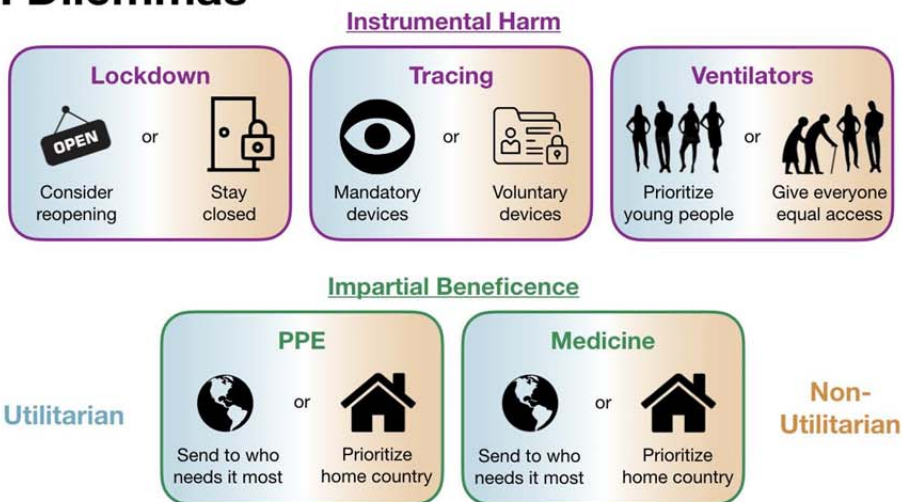 Dilemmas
Instrumental Harm
Lockdown
OPEN
or
Consider
reopening
Stay
closed
Tracing
or
Mandatory
devices
Voluntary
devices
Ventilators
or
Prioritize
young people
Give everyone
equal access
Impartial Beneficence
PPE
or
Send to who
needs it most
Prioritize
home country
Medicine
or
Send to who
needs it most
Prioritize
home country
Utilitarian
Non-
Utilitarian